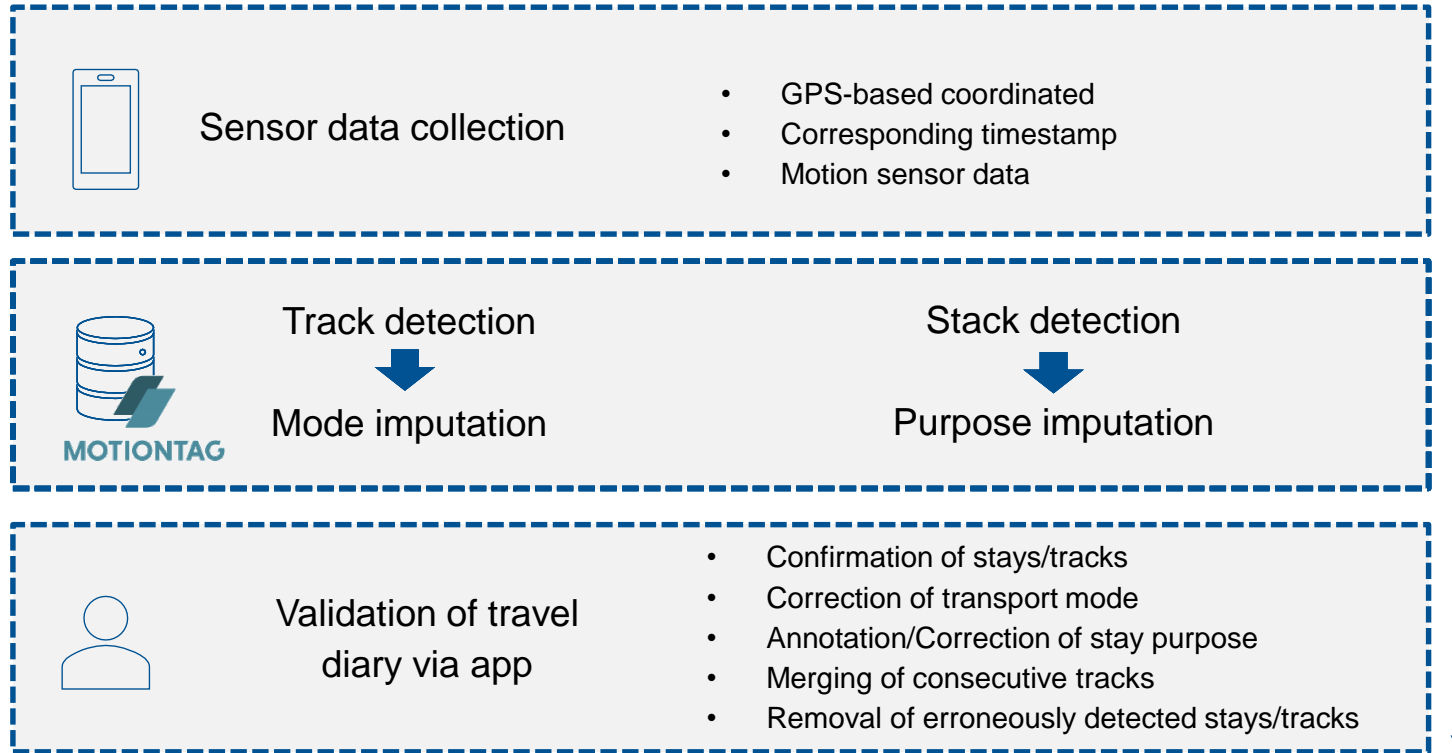 Sensor data collection
• GPS-based coordinated
• Corresponding timestamp
• Motion sensor data
Track detection
Mode imputation
Stack detection
Purpose imputation
MOTIONTAG
Validation of travel
diary via app
• Confirmation of stays/tracks
• Correction of transport mode
• Annotation/Correction of stay purpose
• Merging of consecutive tracks
• Removal of erroneously detected stays/tracks